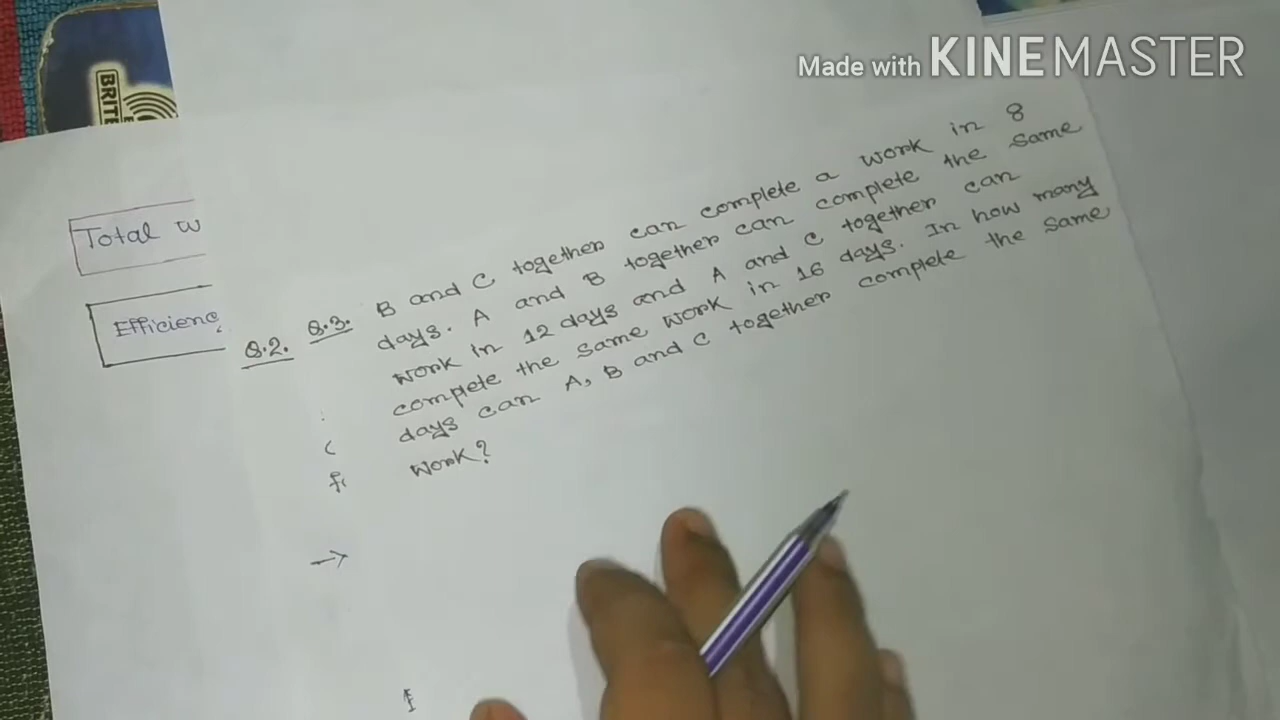 Made with KINEMASTER
BRITE
Total w
Efficienc
Q.2.
Q.3. B and C together can complete a work in 8
days. A and B together can complete the same
work in 12 days and A and C together can
complete the same work in 16 days. In how many
days can A, B and C together complete the same
work?